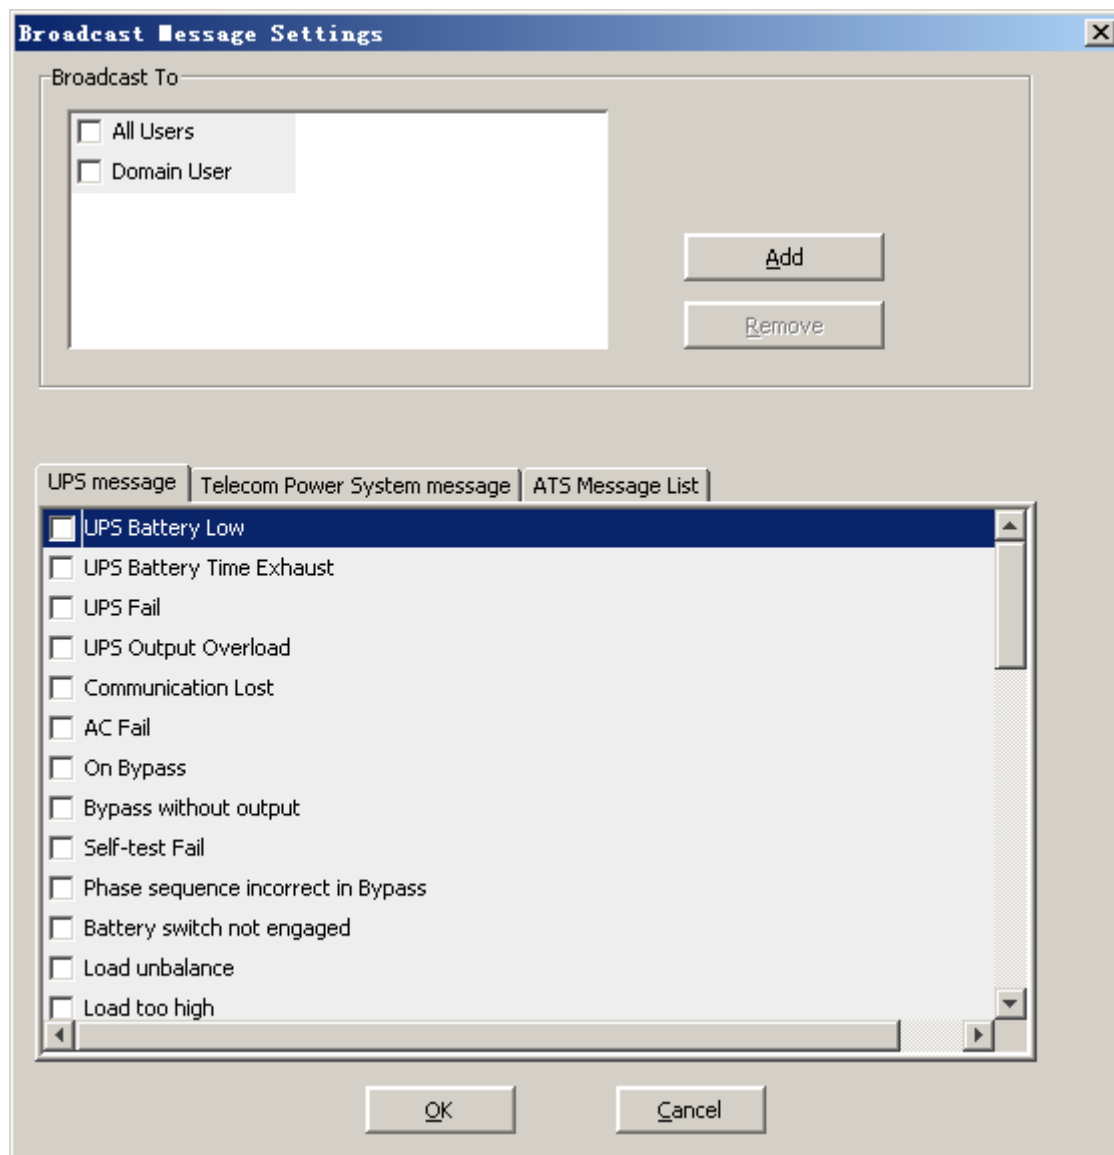 Broadcast Message Settings
Broadcast To
All Users
Domain User
Add
Remove
UPS message
Telecom Power System message
ATS Message List
UPS Battery Low
UPS Battery Time Exhaust
UPS Fail
UPS Output Overload
Communication Lost
AC Fail
On Bypass
Bypass without output
Self-test Fail
Phase sequence incorrect in Bypass
Battery switch not engaged
Load unbalance
Load too high
OK
Cancel